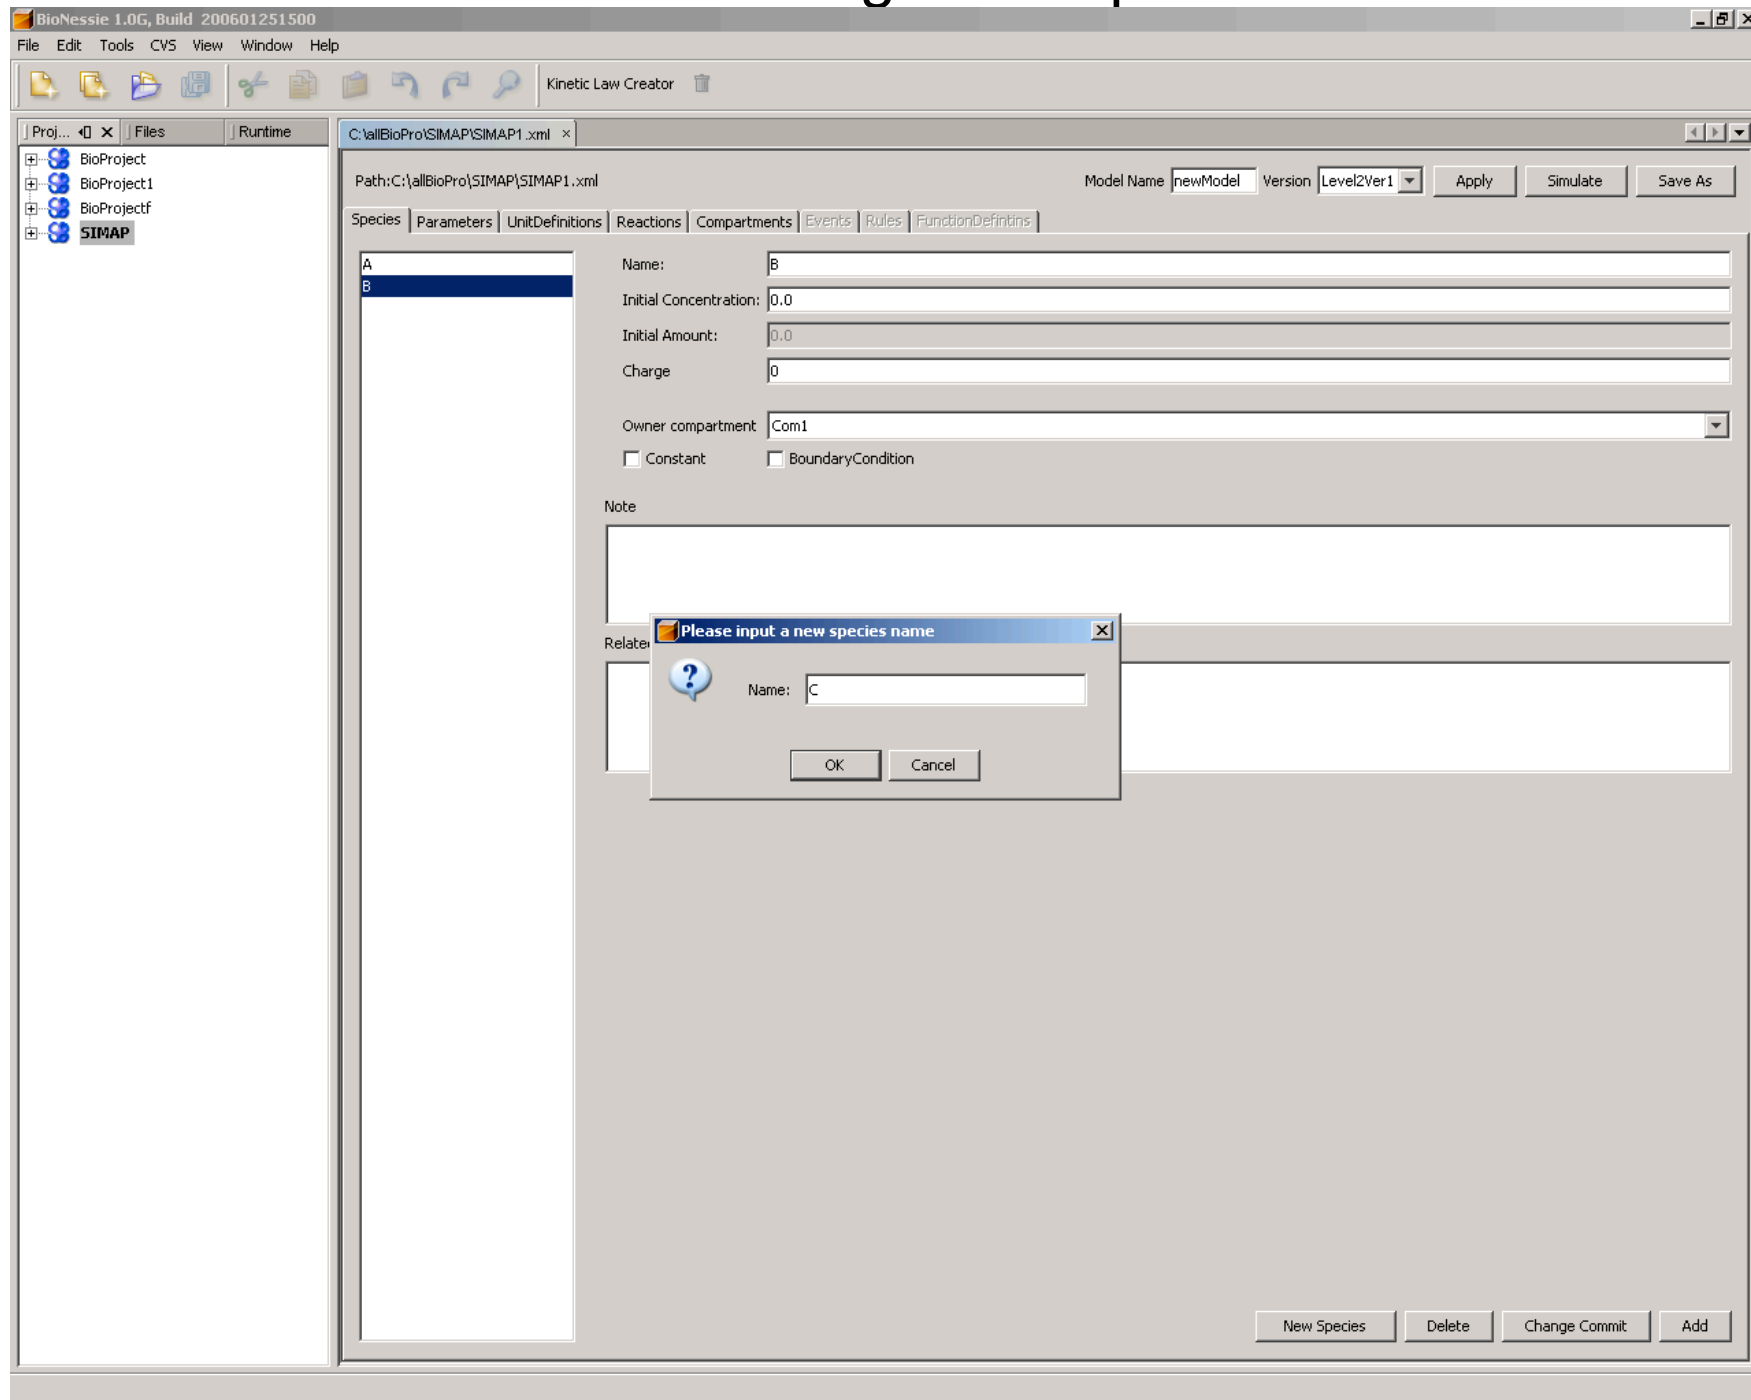 BioNessie 1.0G, Build 200601251500
File Edit Tools CVS View Window Help
Kinetic Law Creator
Proj... Files Runtime
C:\allBioPro\SIMAP\SIMAP1.xml
BioProject
BioProject1
BioProjectf
SIMAP
Path:C:\allBioPro\SIMAP\SIMAP1.xml Model Name newModel Version Level2Ver1 Apply Simulate Save As
Species Parameters UnitDefinitions Reactions Compartments Events Rules FunctionDefintins
A
B
Name: B
Initial Concentration: 0.0
Initial Amount: 0.0
Charge 0
Owner compartment Com1
Constant BoundaryCondition
Note
Please input a new species name
Name: C
OK Cancel
New Species Delete Change Commit Add